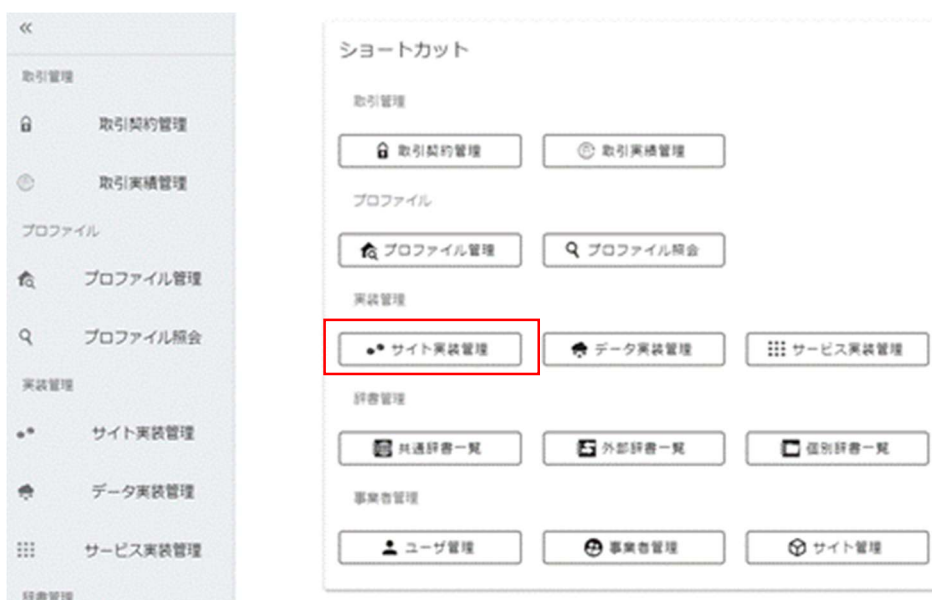 «
取引管理
取引契約管理
取引実績管理
プロファイル
プロファイル管理
プロファイル照会
実装管理
サイト実装管理
データ実装管理
サービス実装管理
辞書管理
ショートカット
取引管理
取引契約管理 取引実績管理
プロファイル
プロファイル管理 プロファイル照会
実装管理
サイト実装管理 データ実装管理 サービス実装管理
辞書管理
共通辞書一覧 外部辞書一覧 個別辞書一覧
事業者管理
ユーザ管理 事業者管理 サイト管理